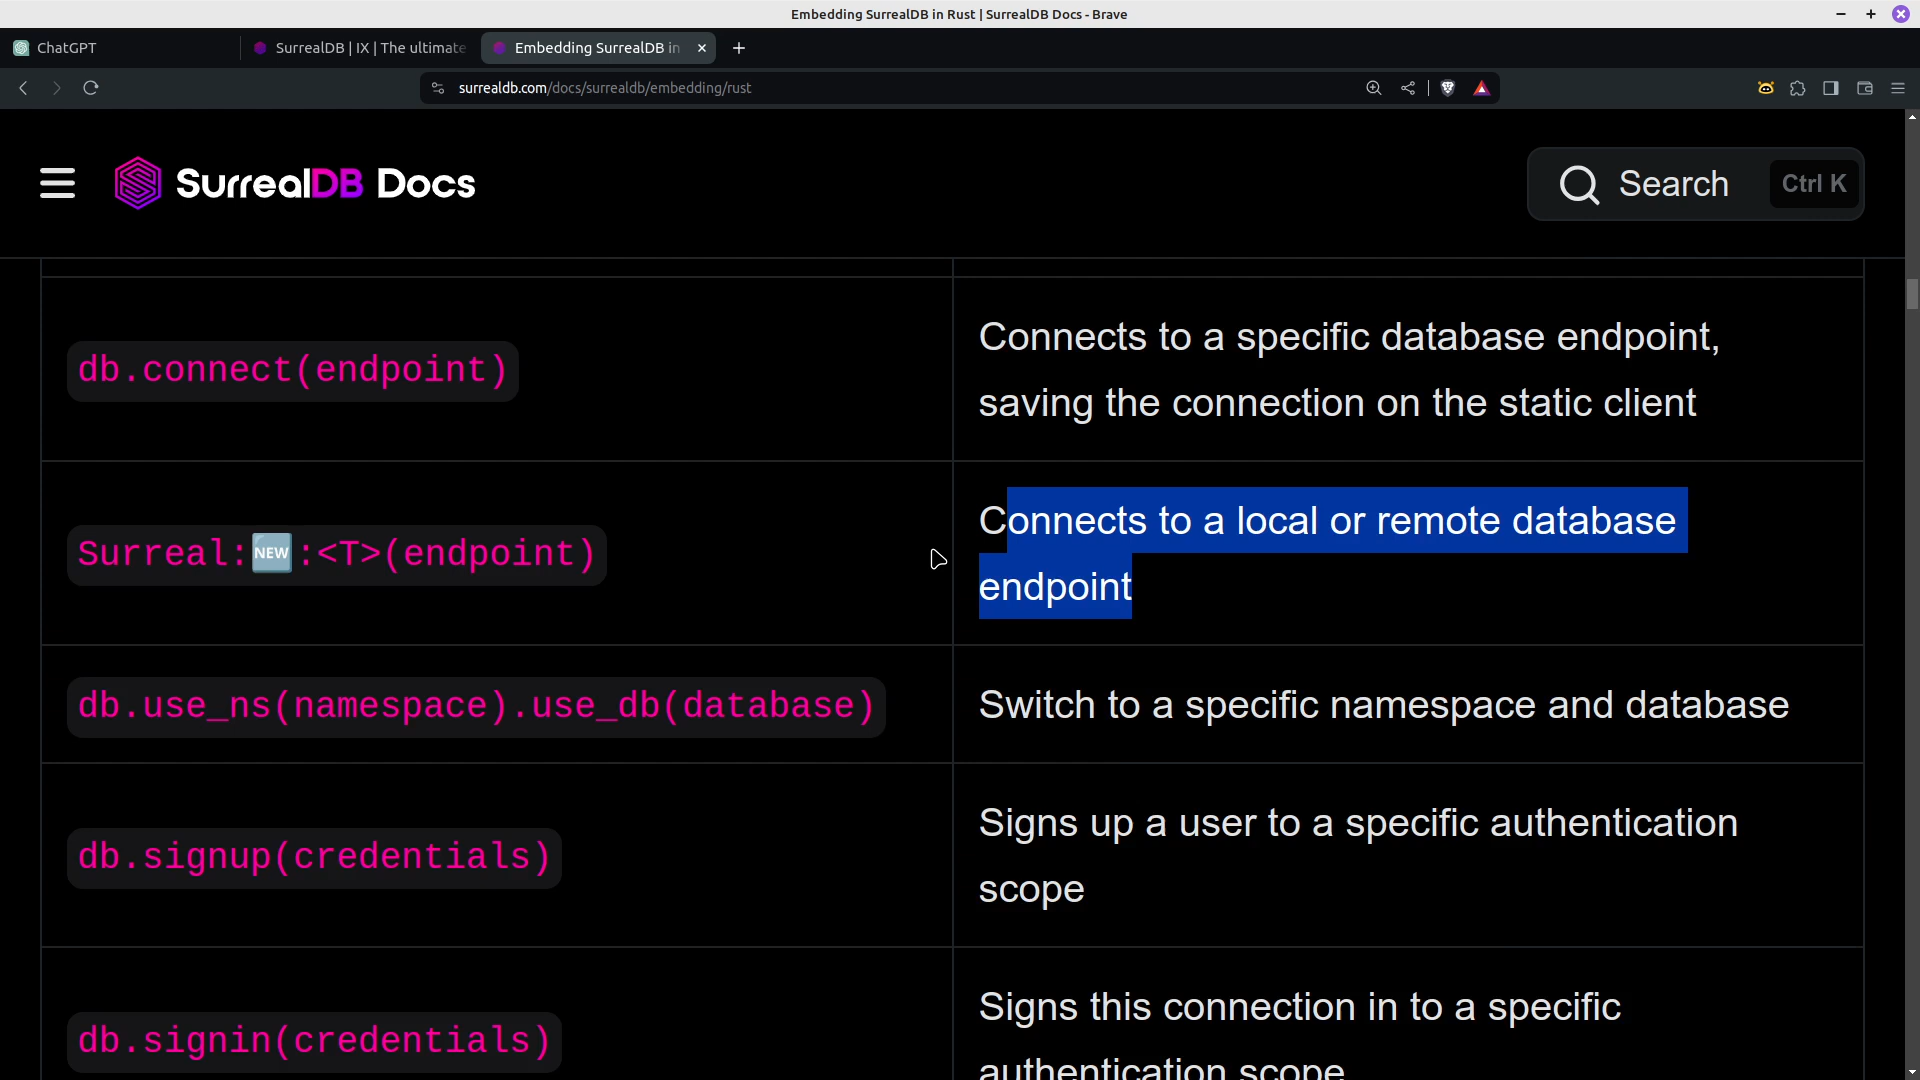 Embedding SurrealDB in Rust | SurrealDB Docs - Brave
ChatGPT
SurrealDB | IX | The ultimate
Embedding SurrealDB in
surrealdb.com/docs/surrealdb/embedding/rust
SurrealDB Docs
Search
Ctrl K
db.connect(endpoint)
Connects to a specific database endpoint,
saving the connection on the static client
Surreal:🆕:<T>(endpoint)
Connects to a local or remote database
endpoint
db.use_ns(namespace).use_db(database)
Switch to a specific namespace and database
db.signup(credentials)
Signs up a user to a specific authentication
scope
db.signin(credentials)
Signs this connection in to a specific
authentication scope